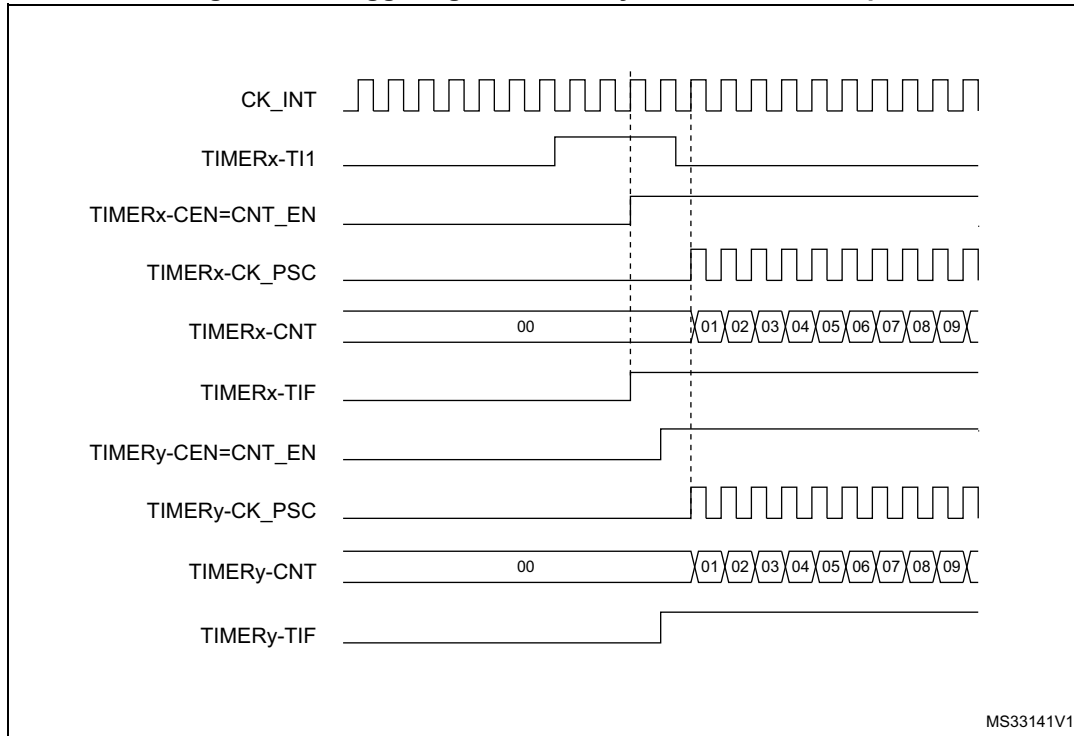 CK_INT
TIMERx-TI1
TIMERx-CEN=CNT_EN
TIMERx-CK_PSC
TIMERx-CNT 00 01 02 03 04 05 06 07 08 09
TIMERx-TIF
TIMERy-CEN=CNT_EN
TIMERy-CK_PSC
TIMERy-CNT 00 01 02 03 04 05 06 07 08 09
TIMERy-TIF
MS33141V1